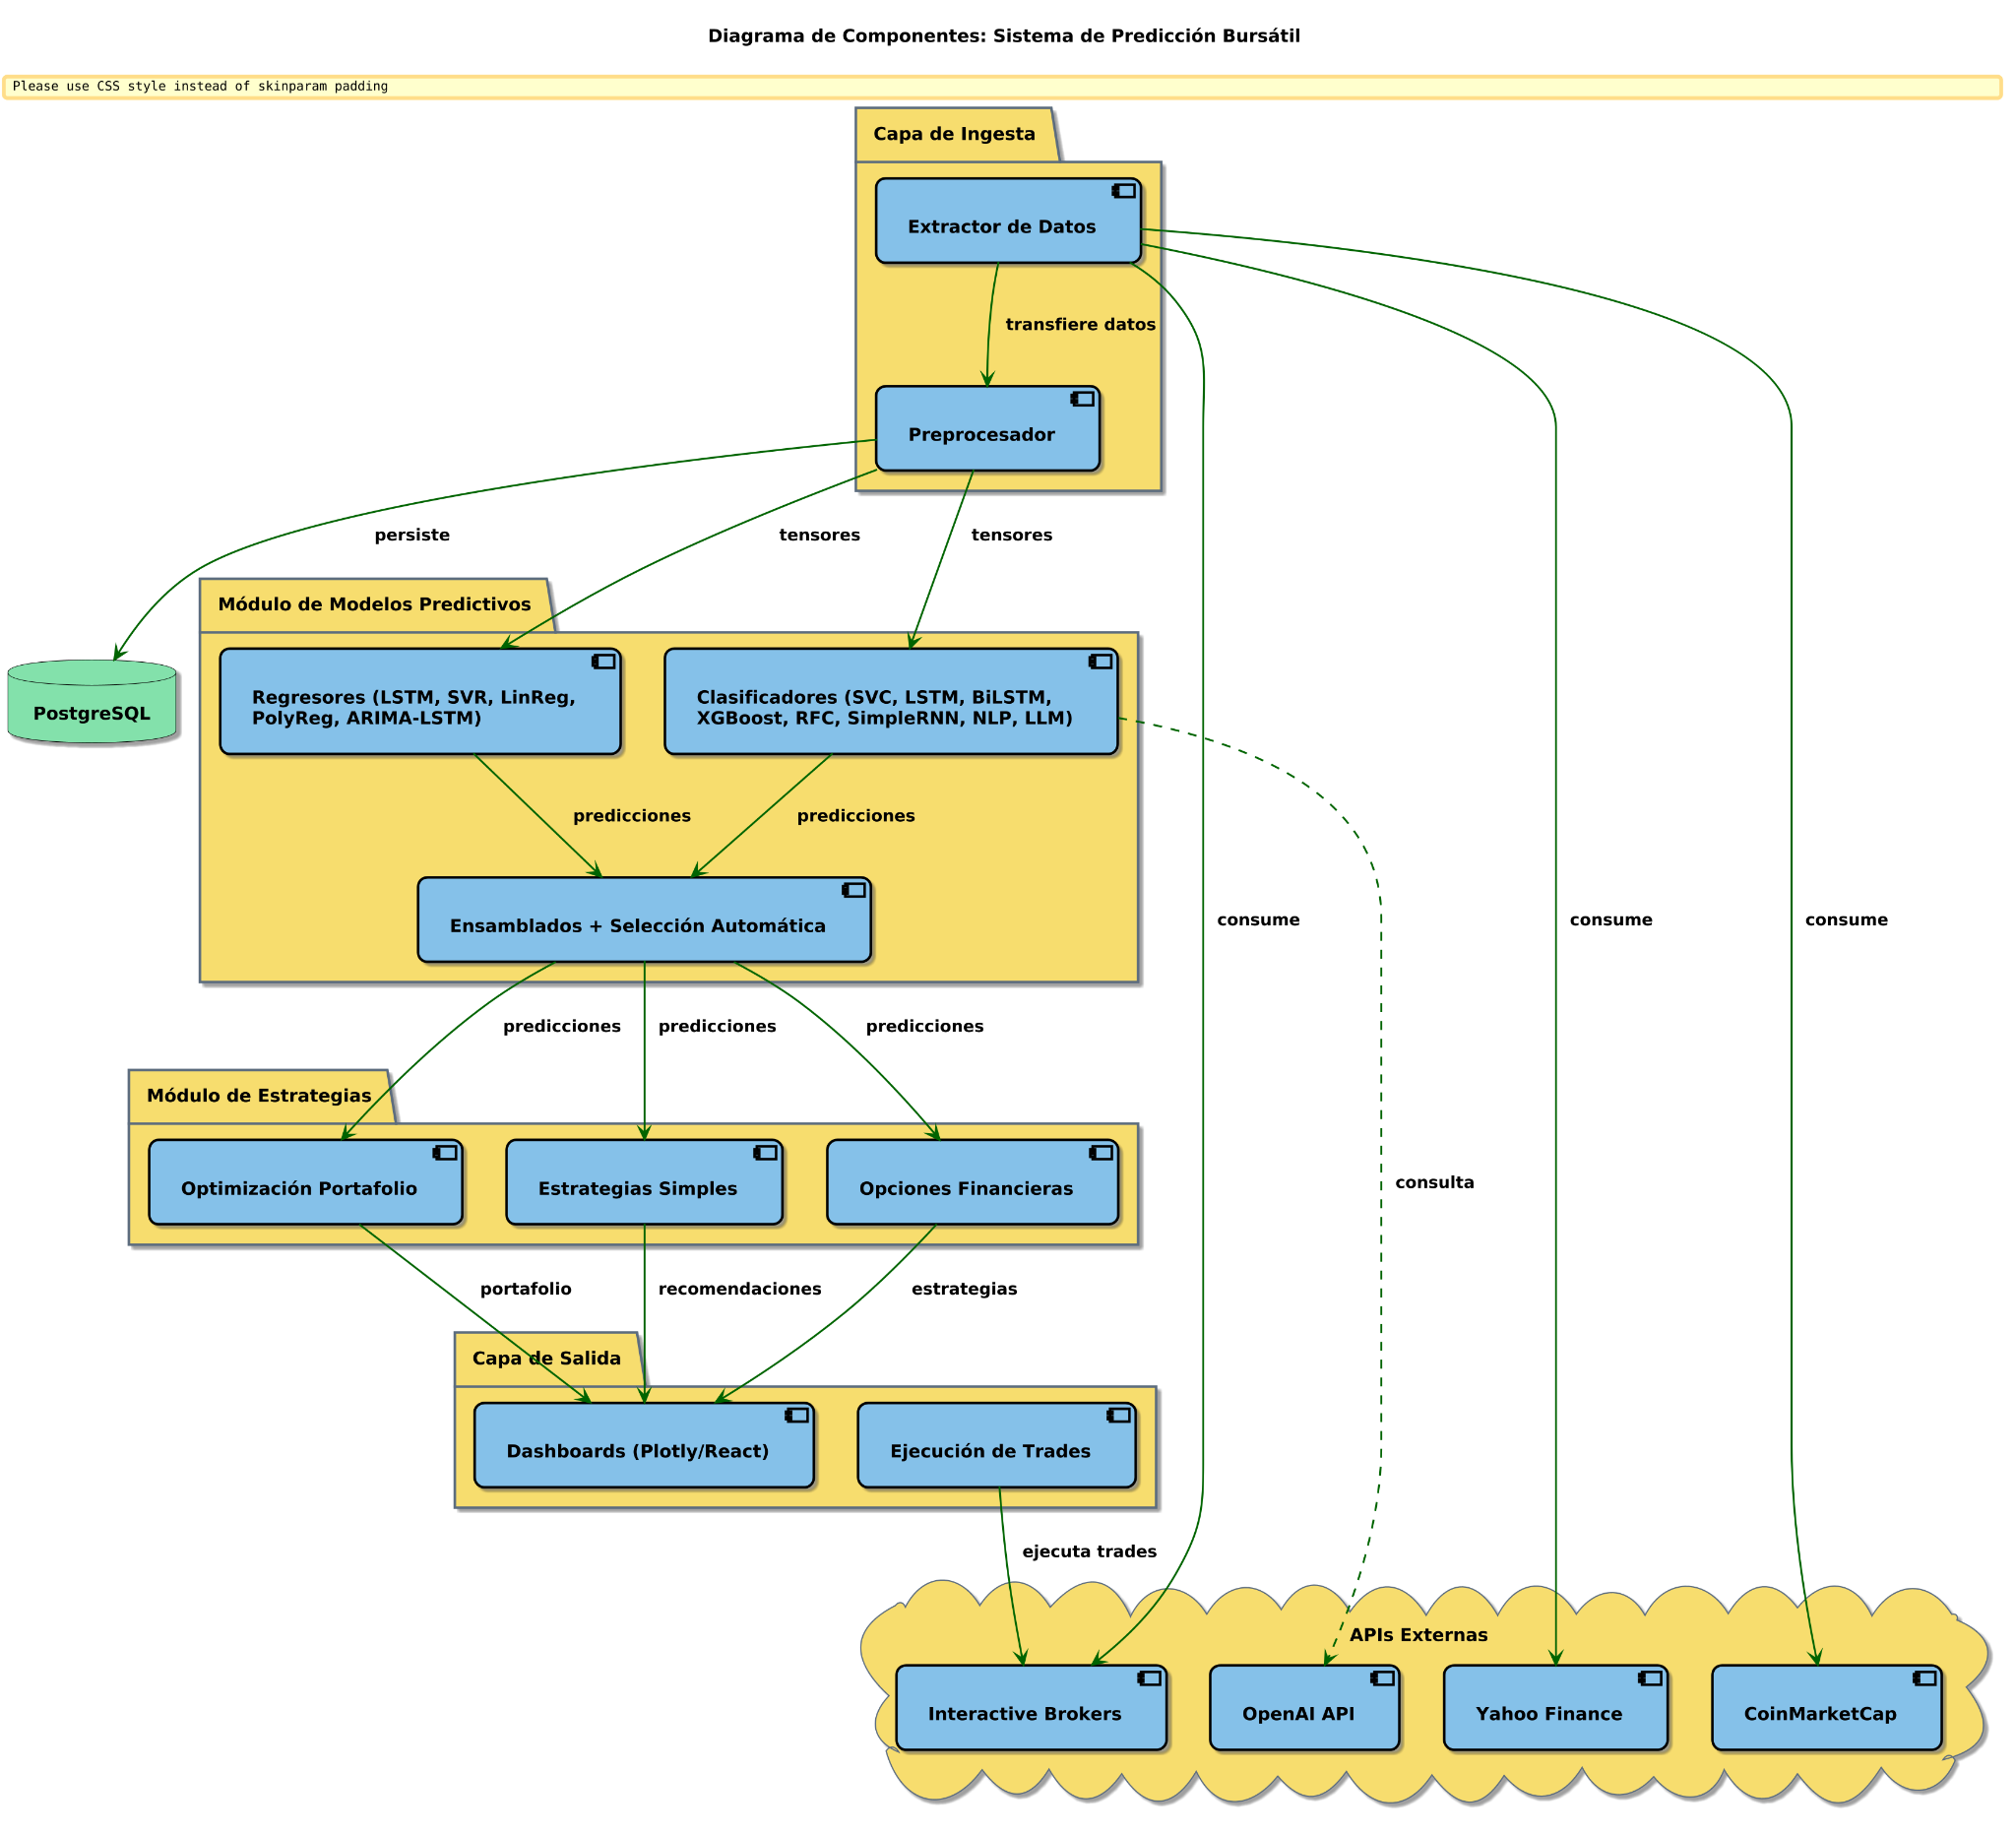 Diagrama de Componentes: Sistema de Predicción Bursátil
Please use CSS style instead of skinparam padding
Capa de Ingesta
Extractor de Datos
transfiere datos
Preprocesador
persiste
tensores
tensores
Módulo de Modelos Predictivos
PostgreSQL
Regresores (LSTM, SVR, LinReg,
PolyReg, ARIMA-LSTM)
Clasificadores (SVC, LSTM, BiLSTM,
XGBoost, RFC, SimpleRNN, NLP, LLM)
predicciones
predicciones
Ensamblados + Selección Automática
consume
consume
consume
predicciones
predicciones
predicciones
Módulo de Estrategias
Optimización Portafolio
Estrategias Simples
Opciones Financieras
consulta
portafolio
recomendaciones
estrategias
Capa de Salida
Dashboards (Plotly/React)
Ejecución de Trades
ejecuta trades
APIs Externas
Interactive Brokers
OpenAI API
Yahoo Finance
CoinMarketCap